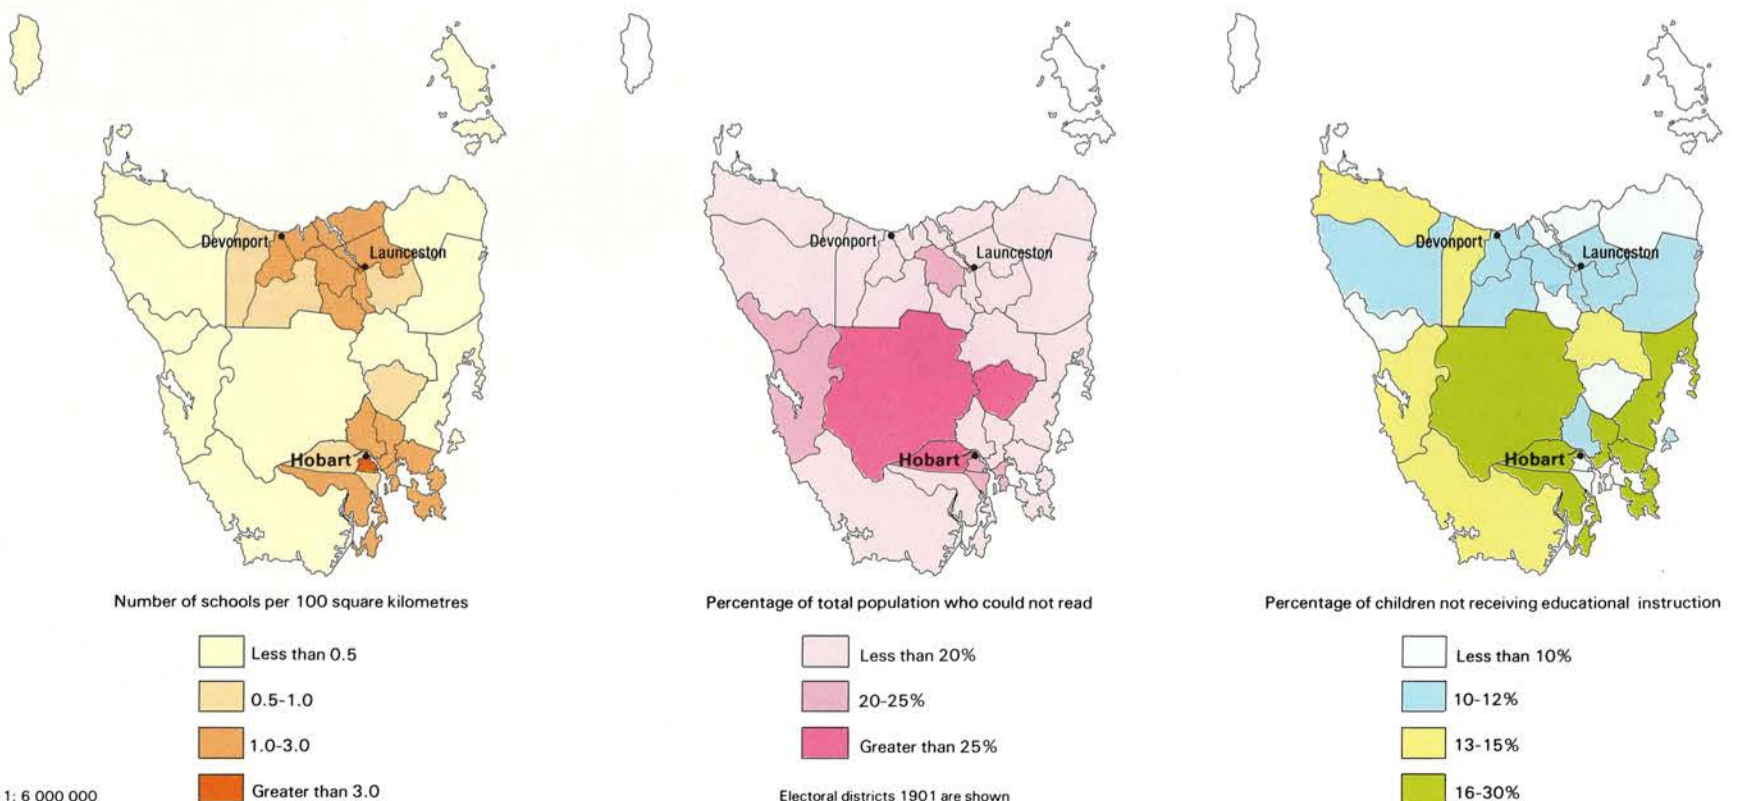 Devonport
Launceston
Hobart
Number of schools per 100 square kilometres
Less than 0.5
0.5-1.0
1.0-3.0
Greater than 3.0
1: 6 000 000
Devonport
Launceston
Hobart
Percentage of total population who could not read
Less than 20%
20-25%
Greater than 25%
Electoral districts 1901 are shown
Devonport
Launceston
Hobart
Percentage of children not receiving educational instruction
Less than 10%
10-12%
13-15%
16-30%